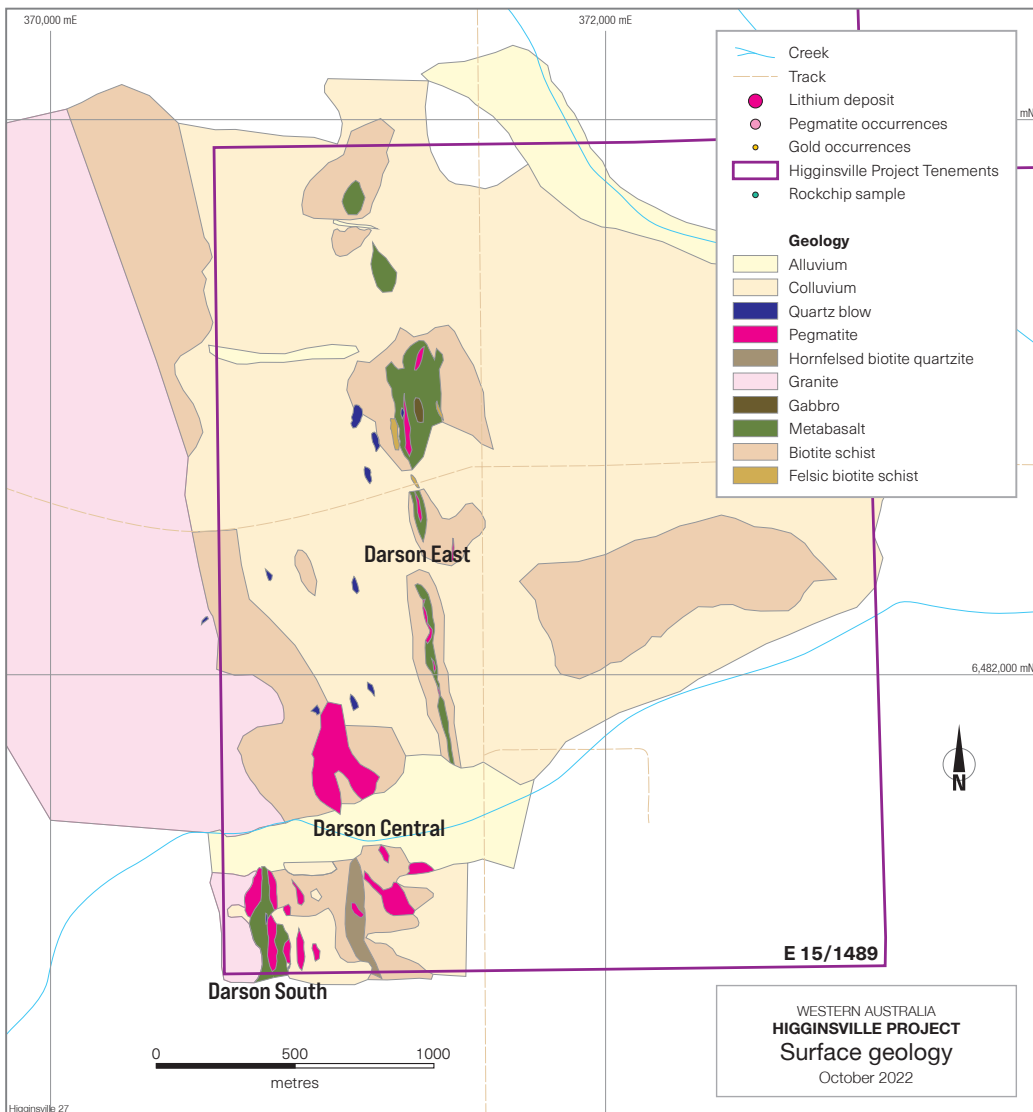 370,000 mE
372,000 mE
mN
Creek
Track
Lithium deposit
Pegmatite occurrences
Gold occurrences
Higginsville Project Tenements
Rockchip sample
Geology
Alluvium
Colluvium
Quartz blow
Pegmatite
Hornfelsed biotite quartzite
Granite
Gabbro
Metabasalt
Biotite schist
Felsic biotite schist
Darson East
6,482,000 mN
N
Darson Central
E 15/1489
Darson South
WESTERN AUSTRALIA
HIGGINSVILLE PROJECT
Surface geology
October 2022
0 500 1000
metres
Higginsville 27